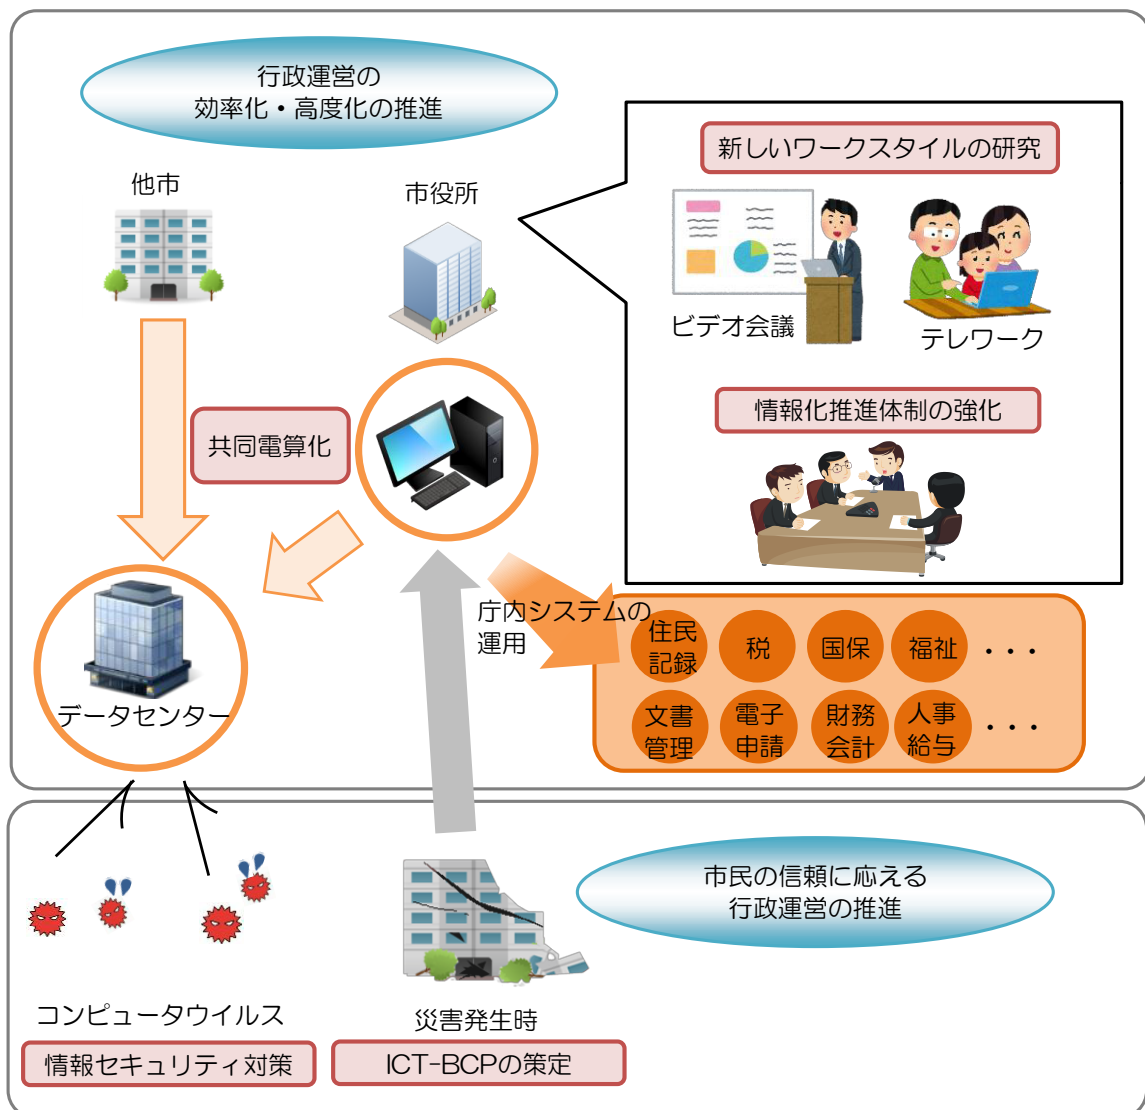 行政運営の
効率化・高度化の推進
他市
市役所
新しいワークスタイルの研究
ビデオ会議
テレワーク
情報化推進体制の強化
共同電算化
データセンター
庁内システムの
運用
住民
記録
税
国保
福祉
・・・
文書
管理
電子
申請
財務
会計
人事
給与
・・・
市民の信頼に応える
行政運営の推進
コンピュータウイルス
情報セキュリティ対策
災害発生時
ICT-BCPの策定